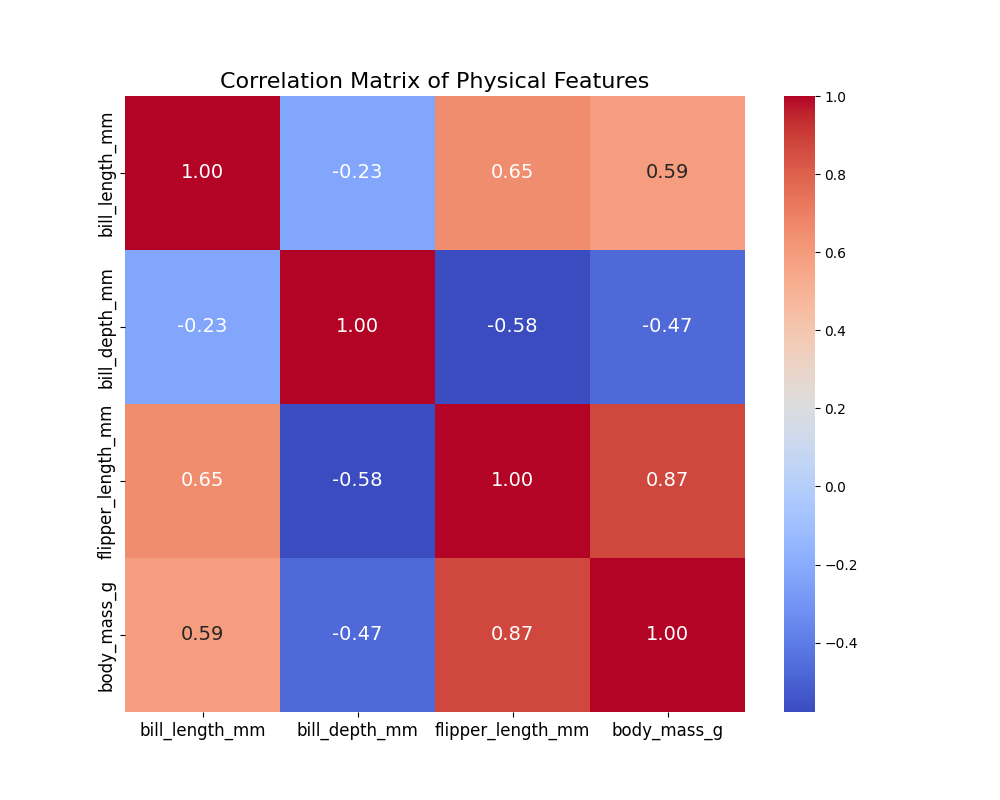 Correlation Matrix of Physical Features
bill_length_mm
1.00 -0.23 0.65 0.59
bill_depth_mm
-0.23 1.00 -0.58 -0.47
flipper_length_mm
0.65 -0.58 1.00 0.87
body_mass_g
0.59 -0.47 0.87 1.00
bill_length_mm bill_depth_mm flipper_length_mm body_mass_g
1.0
0.8
0.6
0.4
0.2
0.0
−0.2
−0.4